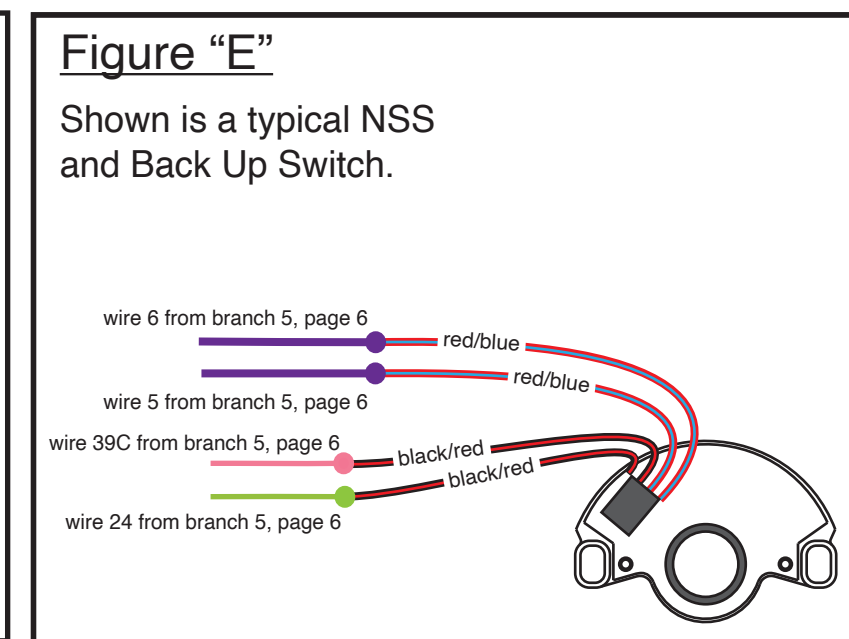 Figure “E”
Shown is a typical NSS
and Back Up Switch.
wire 6 from branch 5, page 6
red/blue
red/blue
wire 5 from branch 5, page 6
wire 39C from branch 5, page 6
black/red
black/red
wire 24 from branch 5, page 6